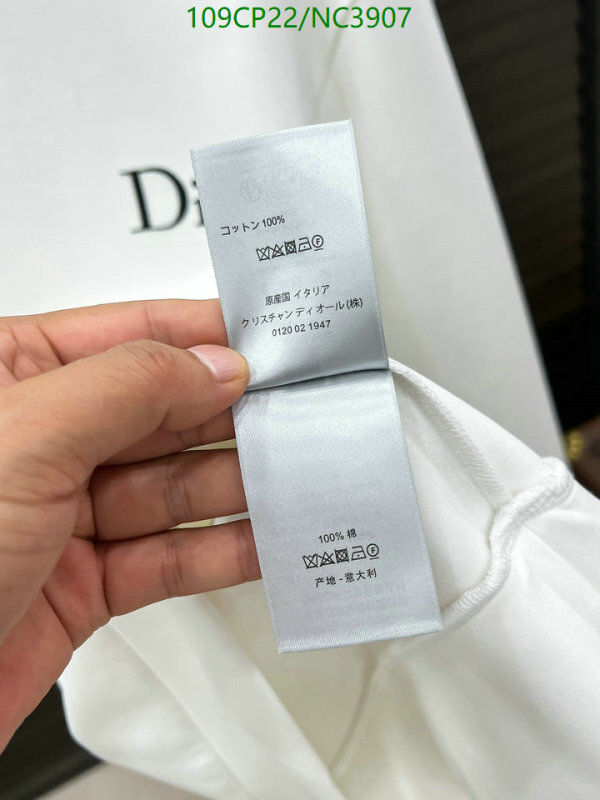 109CP22/NC3907
Di
コットン 100%
原産国 イタリア
クリスチャン ディオール(株)
0120 02 1947
100% 棉
产地 - 意大利